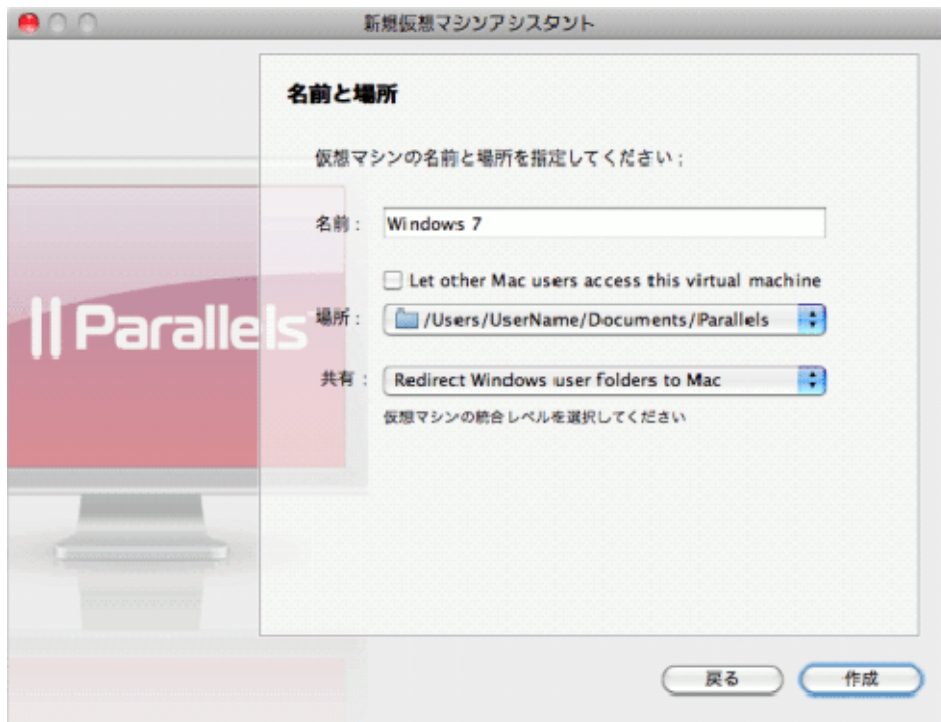 新規仮想マシンアシスタント
名前と場所
仮想マシンの名前と場所を指定してください；
名前： Windows 7
Let other Mac users access this virtual machine
|| Parallels
場所： /Users/UserName/Documents/Parallels
共有： Redirect Windows user folders to Mac
仮想マシンの統合レベルを選択してください
戻る 作成